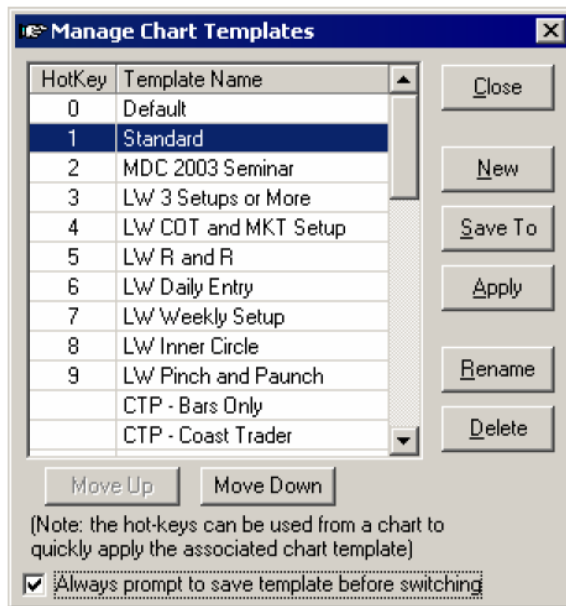 Manage Chart Templates
HotKey Template Name
0 Default
1 Standard
2 MDC 2003 Seminar
3 LW 3 Setups or More
4 LW COT and MKT Setup
5 LW R and R
6 LW Daily Entry
7 LW Weekly Setup
8 LW Inner Circle
9 LW Pinch and Paunch
CTP - Bars Only
CTP - Coast Trader
Close
New
Save To
Apply
Rename
Delete
Move Up Move Down
(Note: the hot-keys can be used from a chart to
quickly apply the associated chart template)
Always prompt to save template before switching